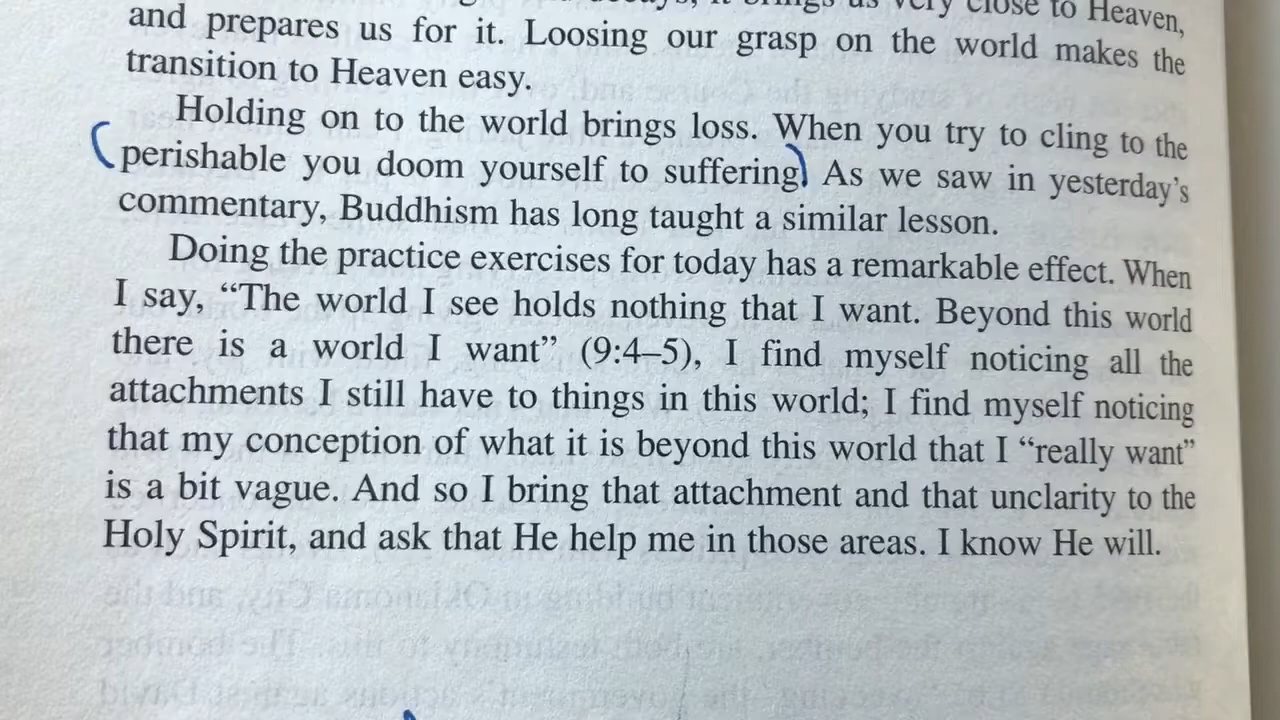 very close to Heaven,
and prepares us for it. Loosing our grasp on the world makes the
transition to Heaven easy.
Holding on to the world brings loss. When you try to cling to the
perishable you doom yourself to suffering. As we saw in yesterday's
commentary, Buddhism has long taught a similar lesson.
Doing the practice exercises for today has a remarkable effect. When
I say, “The world I see holds nothing that I want. Beyond this world
there is a world I want” (9:4–5), I find myself noticing all the
attachments I still have to things in this world; I find myself noticing
that my conception of what it is beyond this world that I “really want”
is a bit vague. And so I bring that attachment and that unclarity to the
Holy Spirit, and ask that He help me in those areas. I know He will.